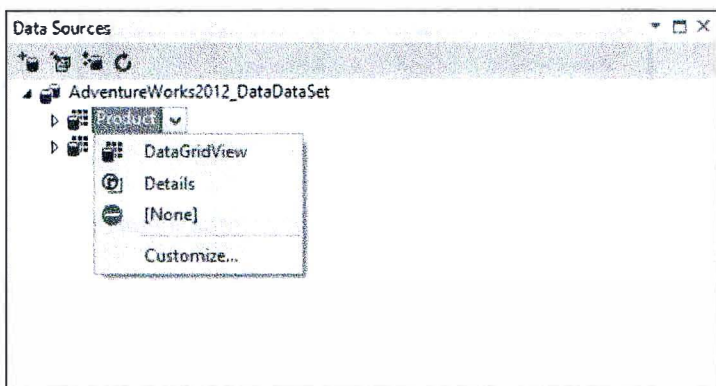 Data Sources
AdventureWorks2012_DataDataSet
Product
DataGridView
Details
[None]
Customize...